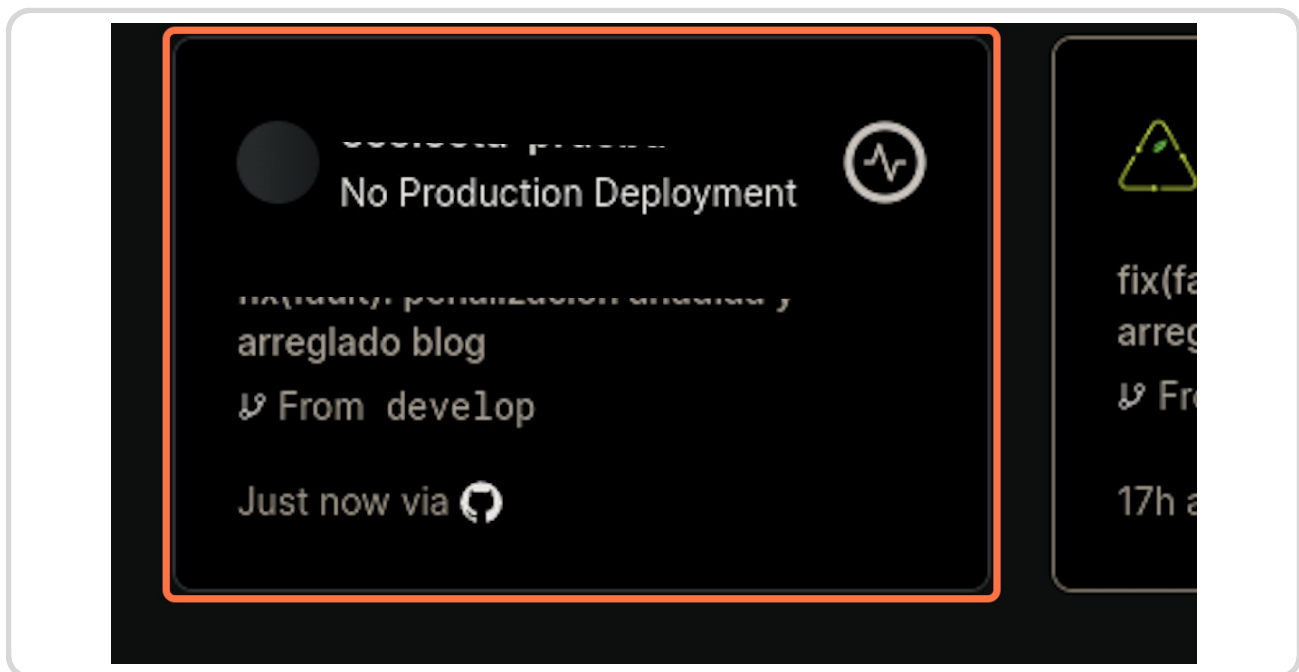 No Production Deployment
arreglado blog
From develop
Just now via
fix(fa
arreg
Fr
17h a